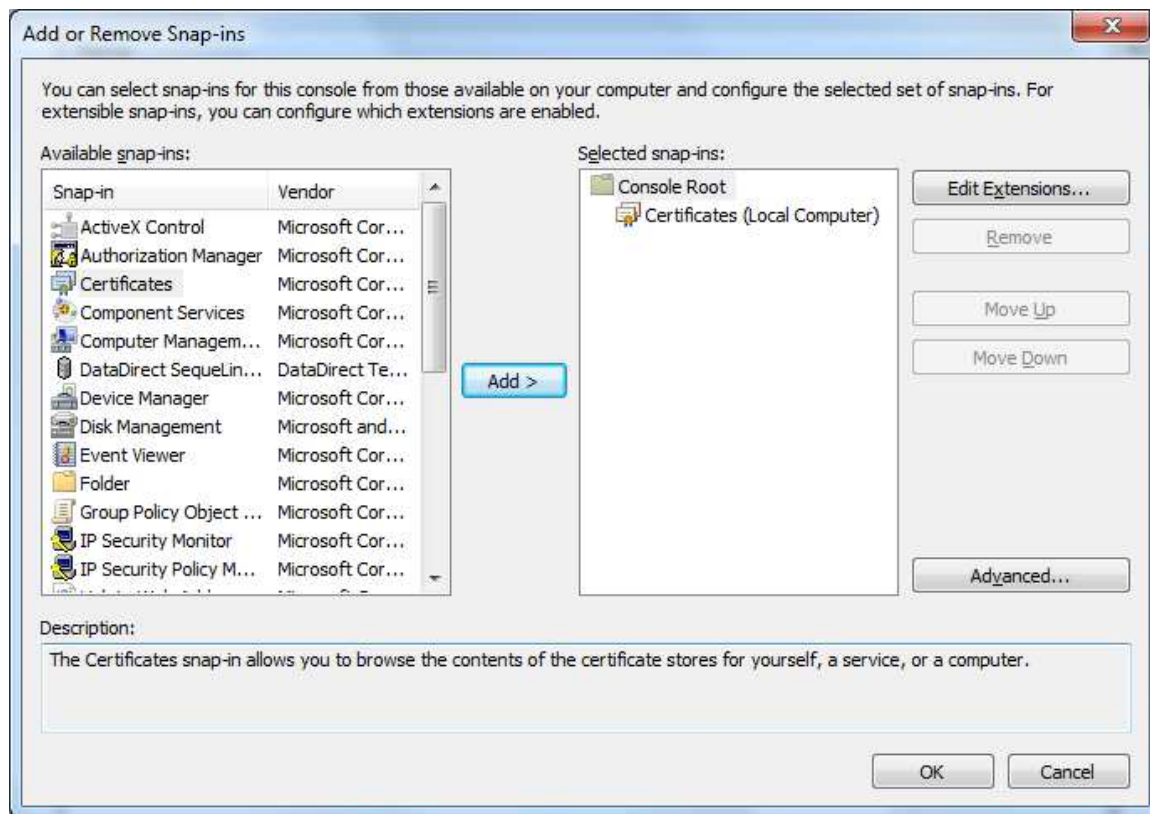 Add or Remove Snap-ins
You can select snap-ins for this console from those available on your computer and configure the selected set of snap-ins. For
extensible snap-ins, you can configure which extensions are enabled.
Available snap-ins:
Selected snap-ins:
Snap-in Vendor
ActiveX Control Microsoft Cor...
Authorization Manager Microsoft Cor...
Certificates Microsoft Cor...
Component Services Microsoft Cor...
Computer Managem... Microsoft Cor...
DataDirect SequeLin... DataDirect Te...
Device Manager Microsoft Cor...
Disk Management Microsoft and...
Event Viewer Microsoft Cor...
Folder Microsoft Cor...
Group Policy Object ... Microsoft Cor...
IP Security Monitor Microsoft Cor...
IP Security Policy M... Microsoft Cor...
Add >
Console Root
Certificates (Local Computer)
Edit Extensions...
Remove
Move Up
Move Down
Advanced...
Description:
The Certificates snap-in allows you to browse the contents of the certificate stores for yourself, a service, or a computer.
OK
Cancel